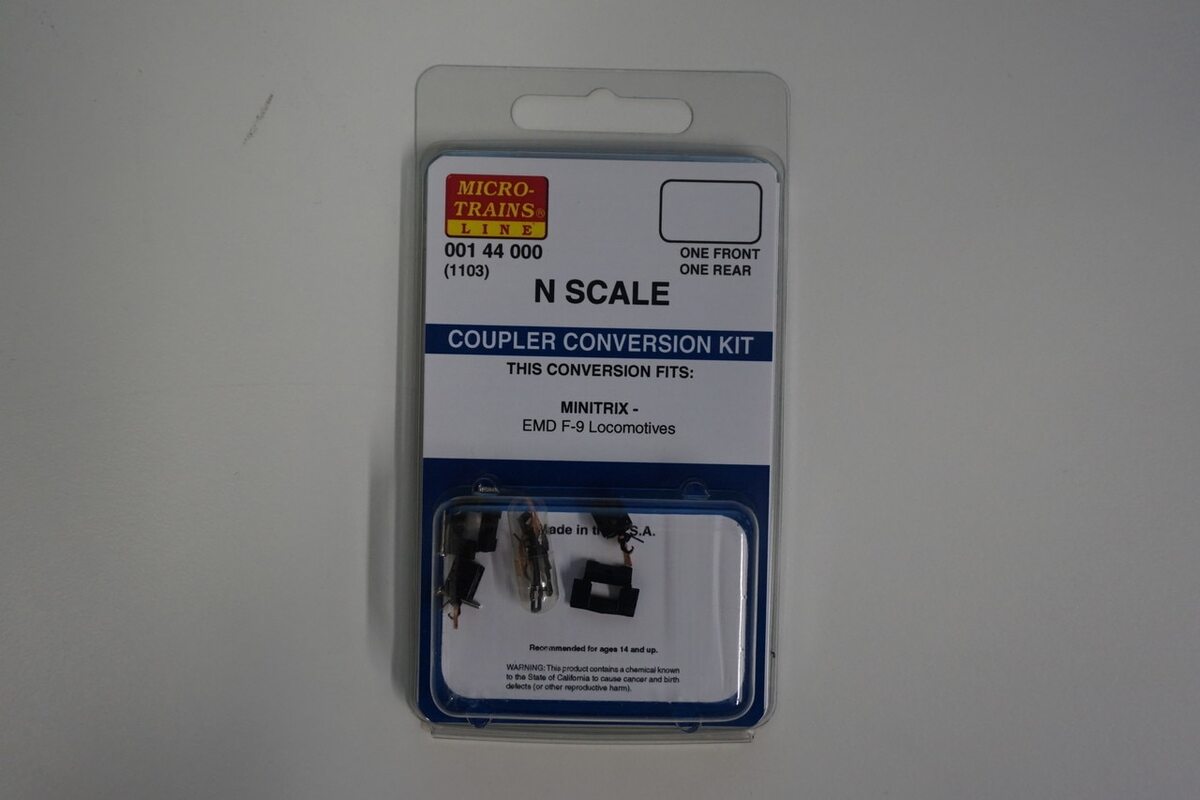 MICRO-
TRAINS®
LINE
001 44 000
(1103)
ONE FRONT
ONE REAR
N SCALE
COUPLER CONVERSION KIT
THIS CONVERSION FITS:
MINITRIX -
EMD F-9 Locomotives
Made in S.A.
Recommended for ages 14 and up.
WARNING: This product contains a chemical known
to the State of California to cause cancer and birth
defects (or other reproductive harm).